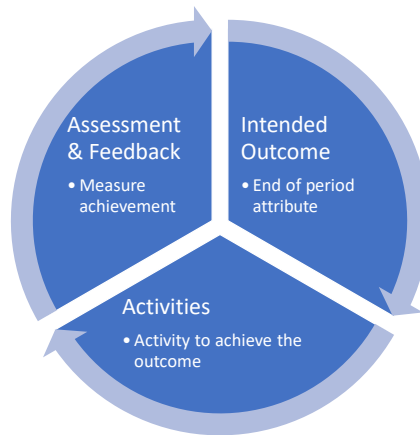 Assessment
& Feedback
• Measure
achievement
Intended
Outcome
• End of period
attribute
Activities
• Activity to achieve the
outcome